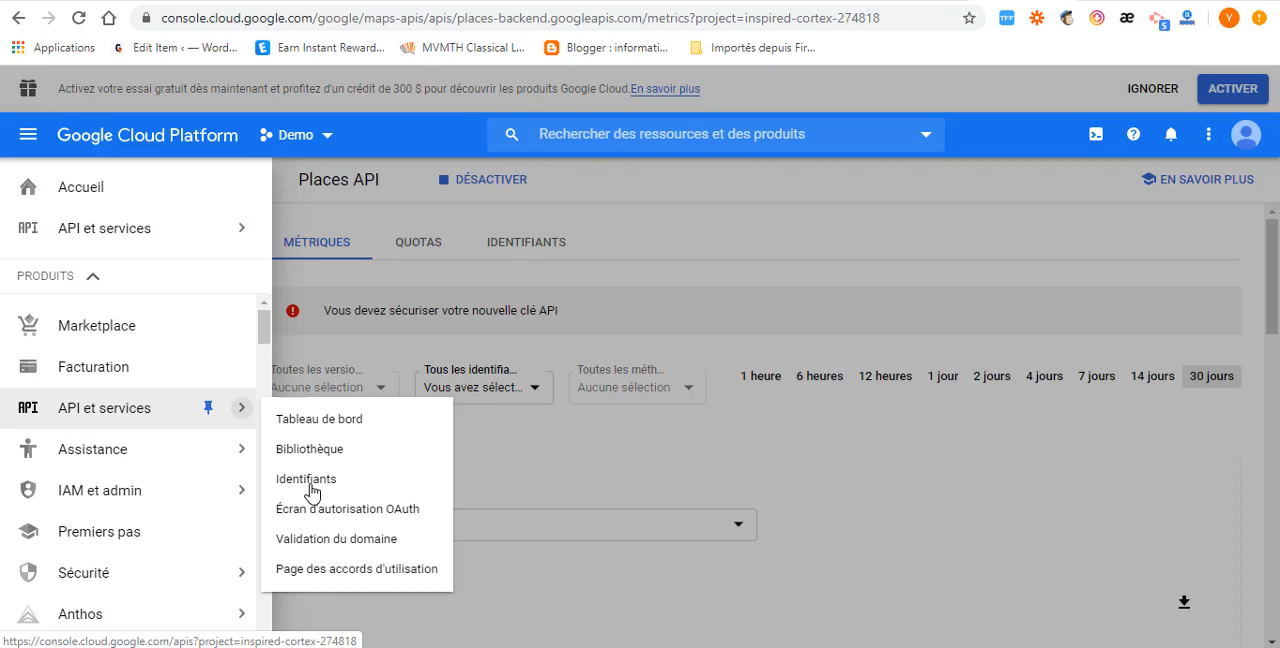 console.cloud.google.com/google/maps-apis/apis/places-backend.googleapis.com/metrics?project=inspired-cortex-274818
TFF
æ
5
Y
Applications
G Edit Item ‹ — Word...
E Earn Instant Reward...
MVMTH Classical L...
Blogger : informati...
Importés depuis Fir...
Activez votre essai gratuit dès maintenant et profitez d'un crédit de 300 $ pour découvrir les produits Google Cloud.En savoir plus
IGNORER
ACTIVER
Google Cloud Platform
Demo
Rechercher des ressources et des produits
Accueil
API API et services
PRODUITS
Marketplace
Facturation
API API et services
Assistance
IAM et admin
Premiers pas
Sécurité
Anthos
Tableau de bord
Bibliothèque
Identifiants
Écran d'autorisation OAuth
Validation du domaine
Page des accords d'utilisation
Places API
DÉSACTIVER
EN SAVOIR PLUS
MÉTRIQUES
QUOTAS
IDENTIFIANTS
Vous devez sécuriser votre nouvelle clé API
Toutes les versio...
Aucune sélection
Tous les identifia...
Vous avez sélect...
Toutes les méth...
Aucune sélection
1 heure
6 heures
12 heures
1 jour
2 jours
4 jours
7 jours
14 jours
30 jours
https://console.cloud.google.com/apis?project=inspired-cortex-274818